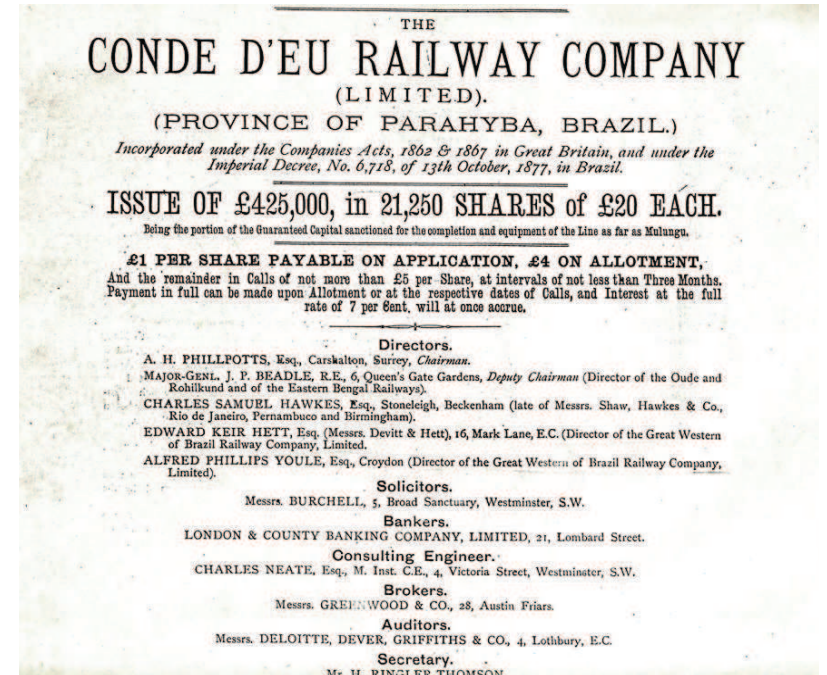 THE
CONDE D'EU RAILWAY COMPANY
(LIMITED).
(PROVINCE OF PARAHYBA, BRAZIL.)
Incorporated under the Companies Acts, 1862 & 1867 in Great Britain, and under the
Imperial Decree, No. 6,718, of 13th October, 1877, in Brazil.
ISSUE OF £425,000, in 21,250 SHARES of £20 EACH.
Being the portion of the Guaranteed Capital sanctioned for the completion and equipment of the Line as far as Mulungu.
£1 PER SHARE PAYABLE ON APPLICATION, £4 ON ALLOTMENT,
And the remainder in Calls of not more than £5 per Share, at intervals of not less than Three Months.
Payment in full can be made upon Allotment or at the respective dates of Calls, and Interest at the full
rate of 7 per Cent. will at once accrue.
Directors.
A. H. PHILLPOTTS, Esq., Carshalton, Surrey, Chairman.
MAJOR-GENL. J. P. BEADLE, R.E., 6, Queen's Gate Gardens, Deputy Chairman (Director of the Oude and
Rohilkund and of the Eastern Bengal Railways).
CHARLES SAMUEL HAWKES, Esq., Stoneleigh, Beckenham (late of Messrs. Shaw, Hawkes & Co.,
Rio de Janeiro, Pernambuco and Birmingham).
EDWARD KEIR HETT, Esq. (Messrs. Devitt & Hett), 16, Mark Lane, E.C. (Director of the Great Western
of Brazil Railway Company, Limited.
ALFRED PHILLIPS YOULE, Esq., Croydon (Director of the Great Western of Brazil Railway Company,
Limited).
Solicitors.
Messrs. BURCHELL, 5, Broad Sanctuary, Westminster, S.W.
Bankers.
LONDON & COUNTY BANKING COMPANY, LIMITED, 21, Lombard Street.
Consulting Engineer.
CHARLES NEATE, Esq., M. Inst. C.E., 4, Victoria Street, Westminster, S.W.
Brokers.
Messrs. GREENWOOD & CO., 28, Austin Friars.
Auditors.
Messrs. DELOITTE, DEVER, GRIFFITHS & CO., 4, Lothbury, E.C.
Secretary.
Mr. H. RINGLER THOMSON